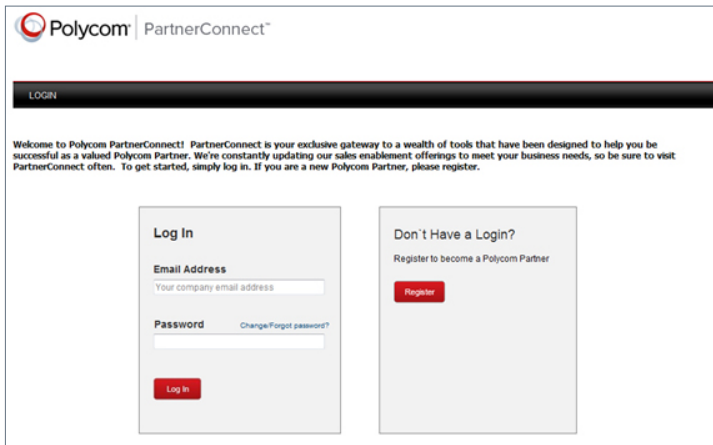 Polycom® PartnerConnect™
LOGIN
Welcome to Polycom PartnerConnect! PartnerConnect is your exclusive gateway to a wealth of tools that have been designed to help you be
successful as a valued Polycom Partner. We're constantly updating our sales enablement offerings to meet your business needs, so be sure to visit
PartnerConnect often. To get started, simply log in. If you are a new Polycom Partner, please register.
Log In
Email Address
Your company email address
Password Change/Forgot password?
Log In
Don`t Have a Login?
Register to become a Polycom Partner
Register